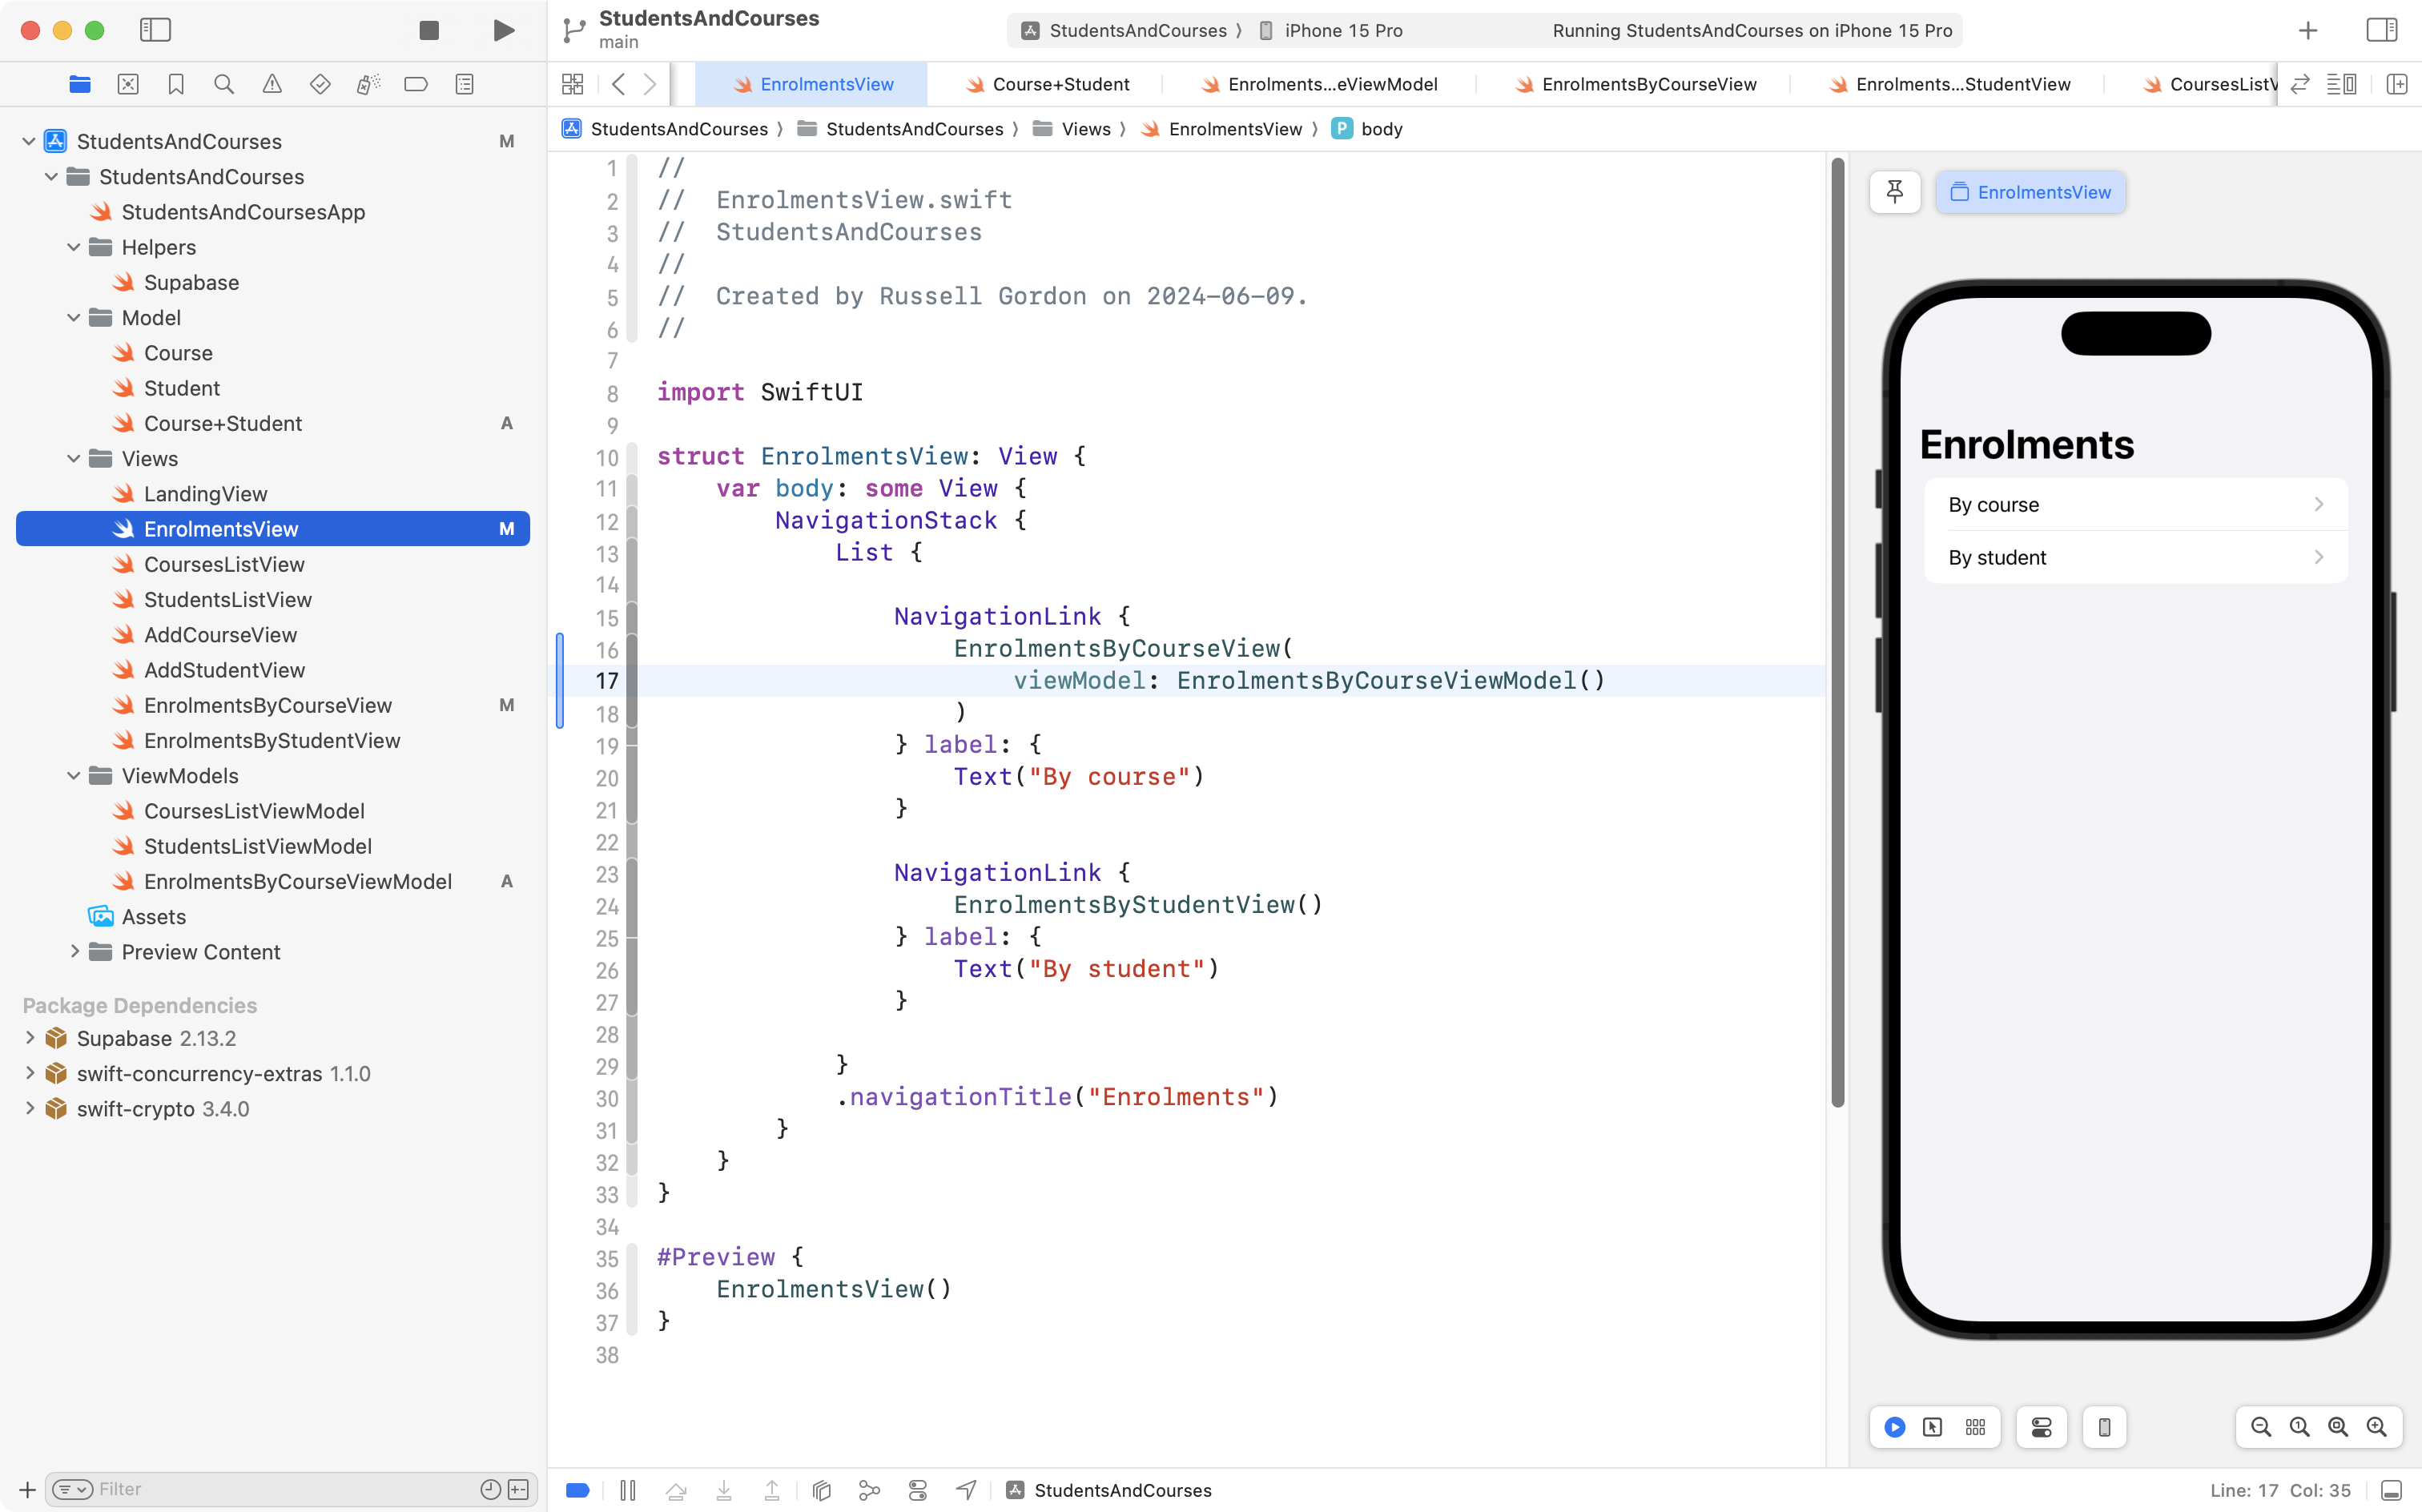 StudentsAndCourses
main
StudentsAndCourses ⟩ iPhone 15 Pro
Running StudentsAndCourses on iPhone 15 Pro
EnrolmentsView
Course+Student
Enrolments...eViewModel
EnrolmentsByCourseView
Enrolments...StudentView
CoursesListV
StudentsAndCourses ⟩ StudentsAndCourses ⟩ Views ⟩ EnrolmentsView ⟩ P body
StudentsAndCourses M
StudentsAndCourses
StudentsAndCoursesApp
Helpers
Supabase
Model
Course
Student
Course+Student A
Views
LandingView
EnrolmentsView M
CoursesListView
StudentsListView
AddCourseView
AddStudentView
EnrolmentsByCourseView M
EnrolmentsByStudentView
ViewModels
CoursesListViewModel
StudentsListViewModel
EnrolmentsByCourseViewModel A
Assets
Preview Content
Package Dependencies
Supabase 2.13.2
swift-concurrency-extras 1.1.0
swift-crypto 3.4.0
Filter
1 //
2 //  EnrolmentsView.swift
3 //  StudentsAndCourses
4 //
5 //  Created by Russell Gordon on 2024-06-09.
6 //
7
8 import SwiftUI
9
10 struct EnrolmentsView: View {
11     var body: some View {
12         NavigationStack {
13             List {
14
15                 NavigationLink {
16                     EnrolmentsByCourseView(
17                         viewModel: EnrolmentsByCourseViewModel()
18                     )
19                 } label: {
20                     Text("By course")
21                 }
22
23                 NavigationLink {
24                     EnrolmentsByStudentView()
25                 } label: {
26                     Text("By student")
27                 }
28
29             }
30             .navigationTitle("Enrolments")
31         }
32     }
33 }
34
35 #Preview {
36     EnrolmentsView()
37 }
38
EnrolmentsView
Enrolments
By course
By student
StudentsAndCourses
Line: 17 Col: 35